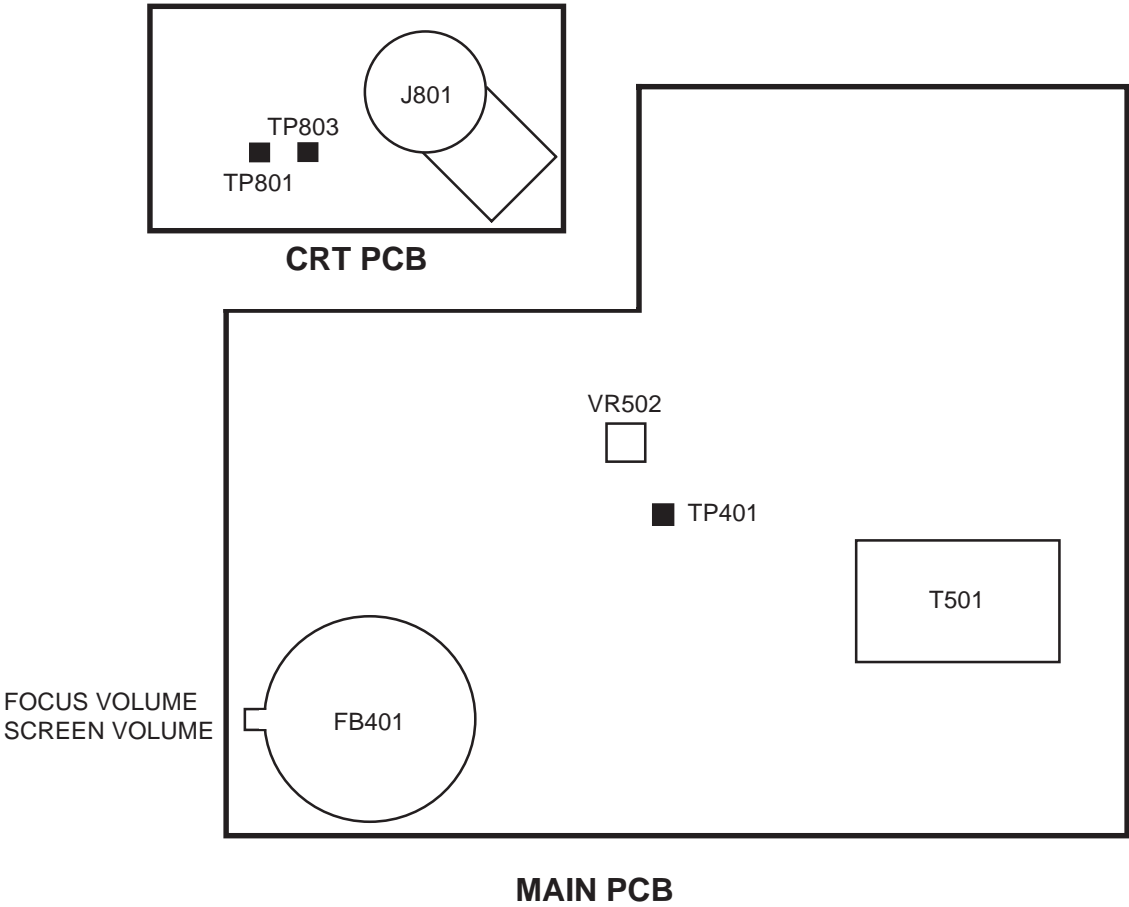 J801
TP803
TP801
CRT PCB
VR502
TP401
T501
FOCUS VOLUME
SCREEN VOLUME
FB401
MAIN PCB